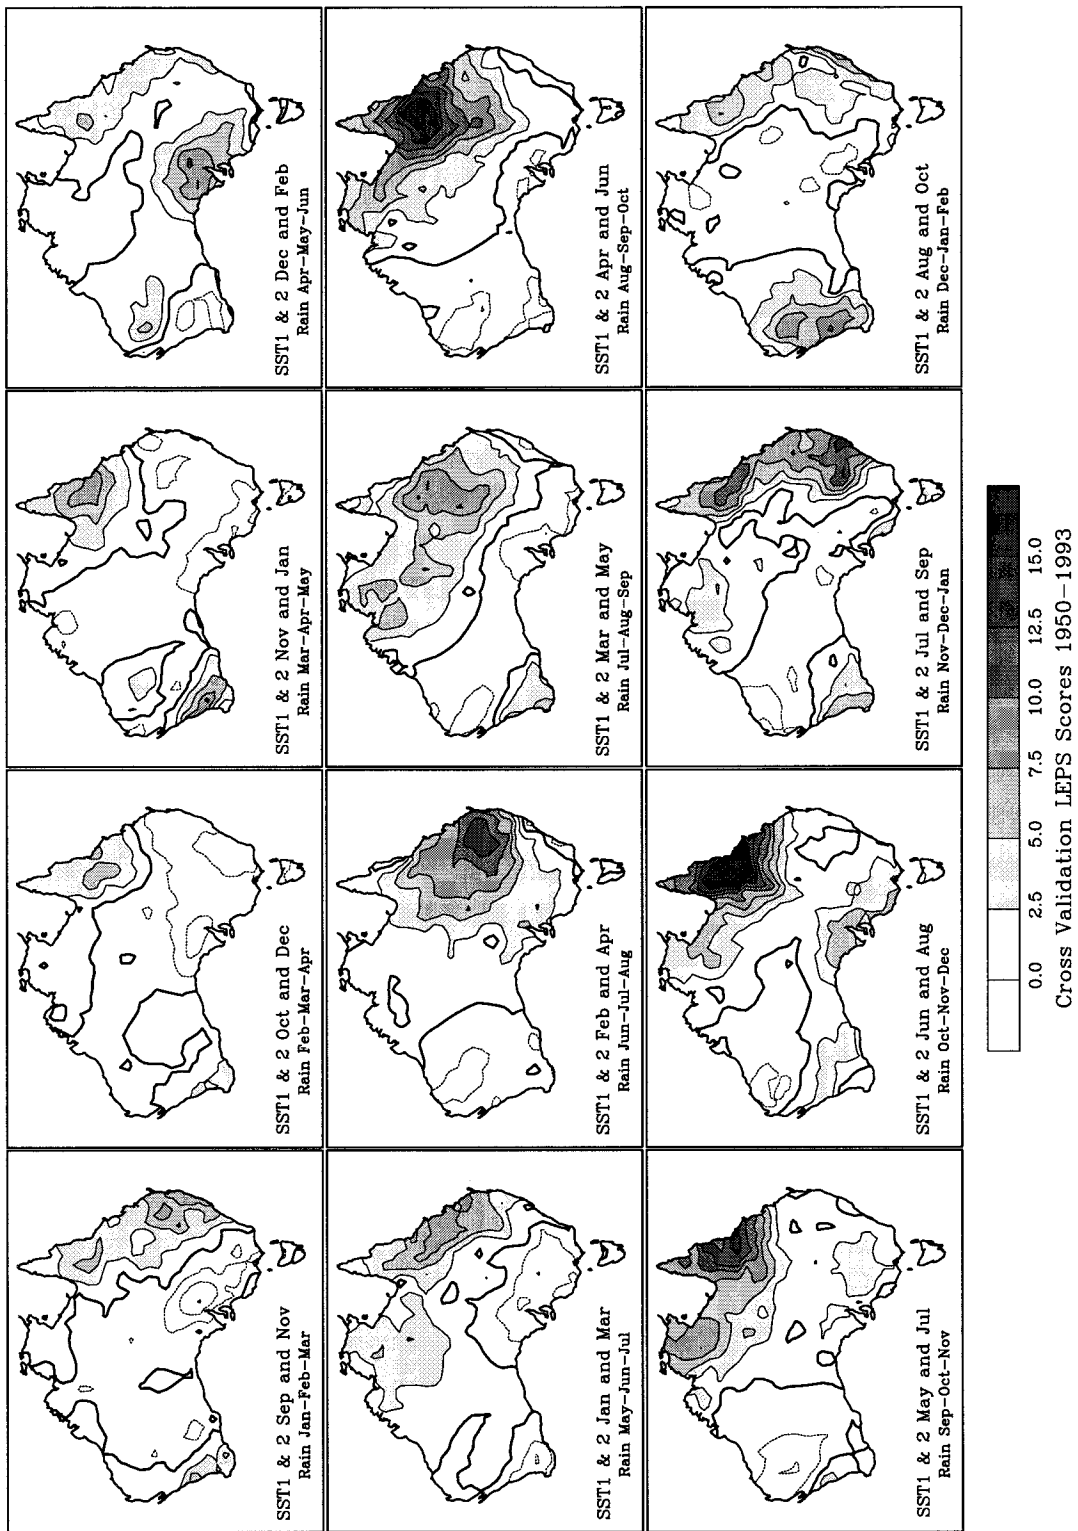 SST1 & 2 Sep and Nov
Rain Jan-Feb-Mar
SST1 & 2 Oct and Dec
Rain Feb-Mar-Apr
SST1 & 2 Nov and Jan
Rain Mar-Apr-May
SST1 & 2 Dec and Feb
Rain Apr-May-Jun
SST1 & 2 Jan and Mar
Rain May-Jun-Jul
SST1 & 2 Feb and Apr
Rain Jun-Jul-Aug
SST1 & 2 Mar and May
Rain Jul-Aug-Sep
SST1 & 2 Apr and Jun
Rain Aug-Sep-Oct
SST1 & 2 May and Jul
Rain Sep-Oct-Nov
SST1 & 2 Jun and Aug
Rain Oct-Nov-Dec
SST1 & 2 Jul and Sep
Rain Nov-Dec-Jan
SST1 & 2 Aug and Oct
Rain Dec-Jan-Feb
0.0 2.5 5.0 7.5 10.0 12.5 15.0
Cross Validation LEPS Scores 1950-1993